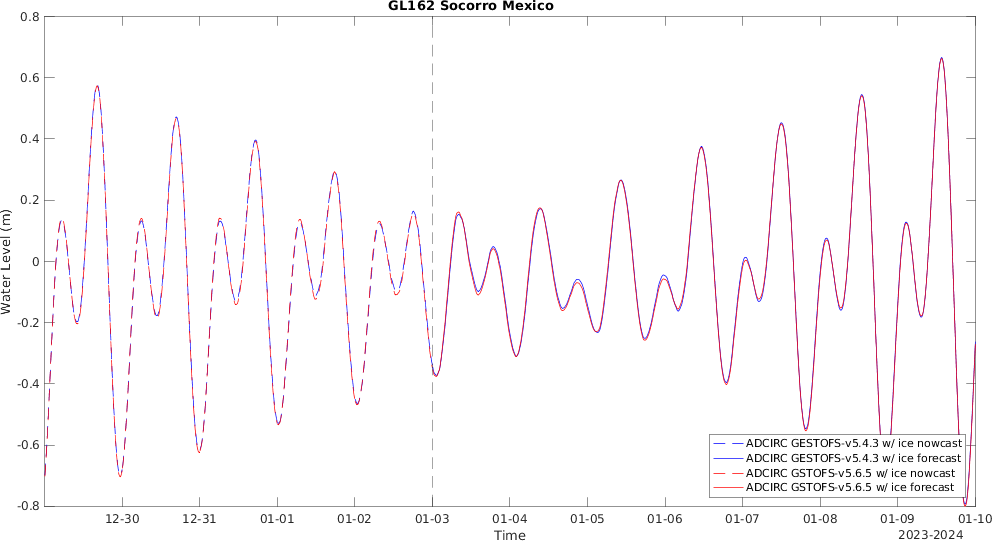 GL162 Socorro Mexico
Water Level (m)
0.8
0.6
0.4
0.2
0
-0.2
-0.4
-0.6
-0.8
ADCIRC GESTOFS-v5.4.3 w/ ice nowcast
ADCIRC GESTOFS-v5.4.3 w/ ice forecast
ADCIRC GSTOFS-v5.6.5 w/ ice nowcast
ADCIRC GSTOFS-v5.6.5 w/ ice forecast
12-30 12-31 01-01 01-02 01-03 01-04 01-05 01-06 01-07 01-08 01-09 01-10
Time
2023-2024